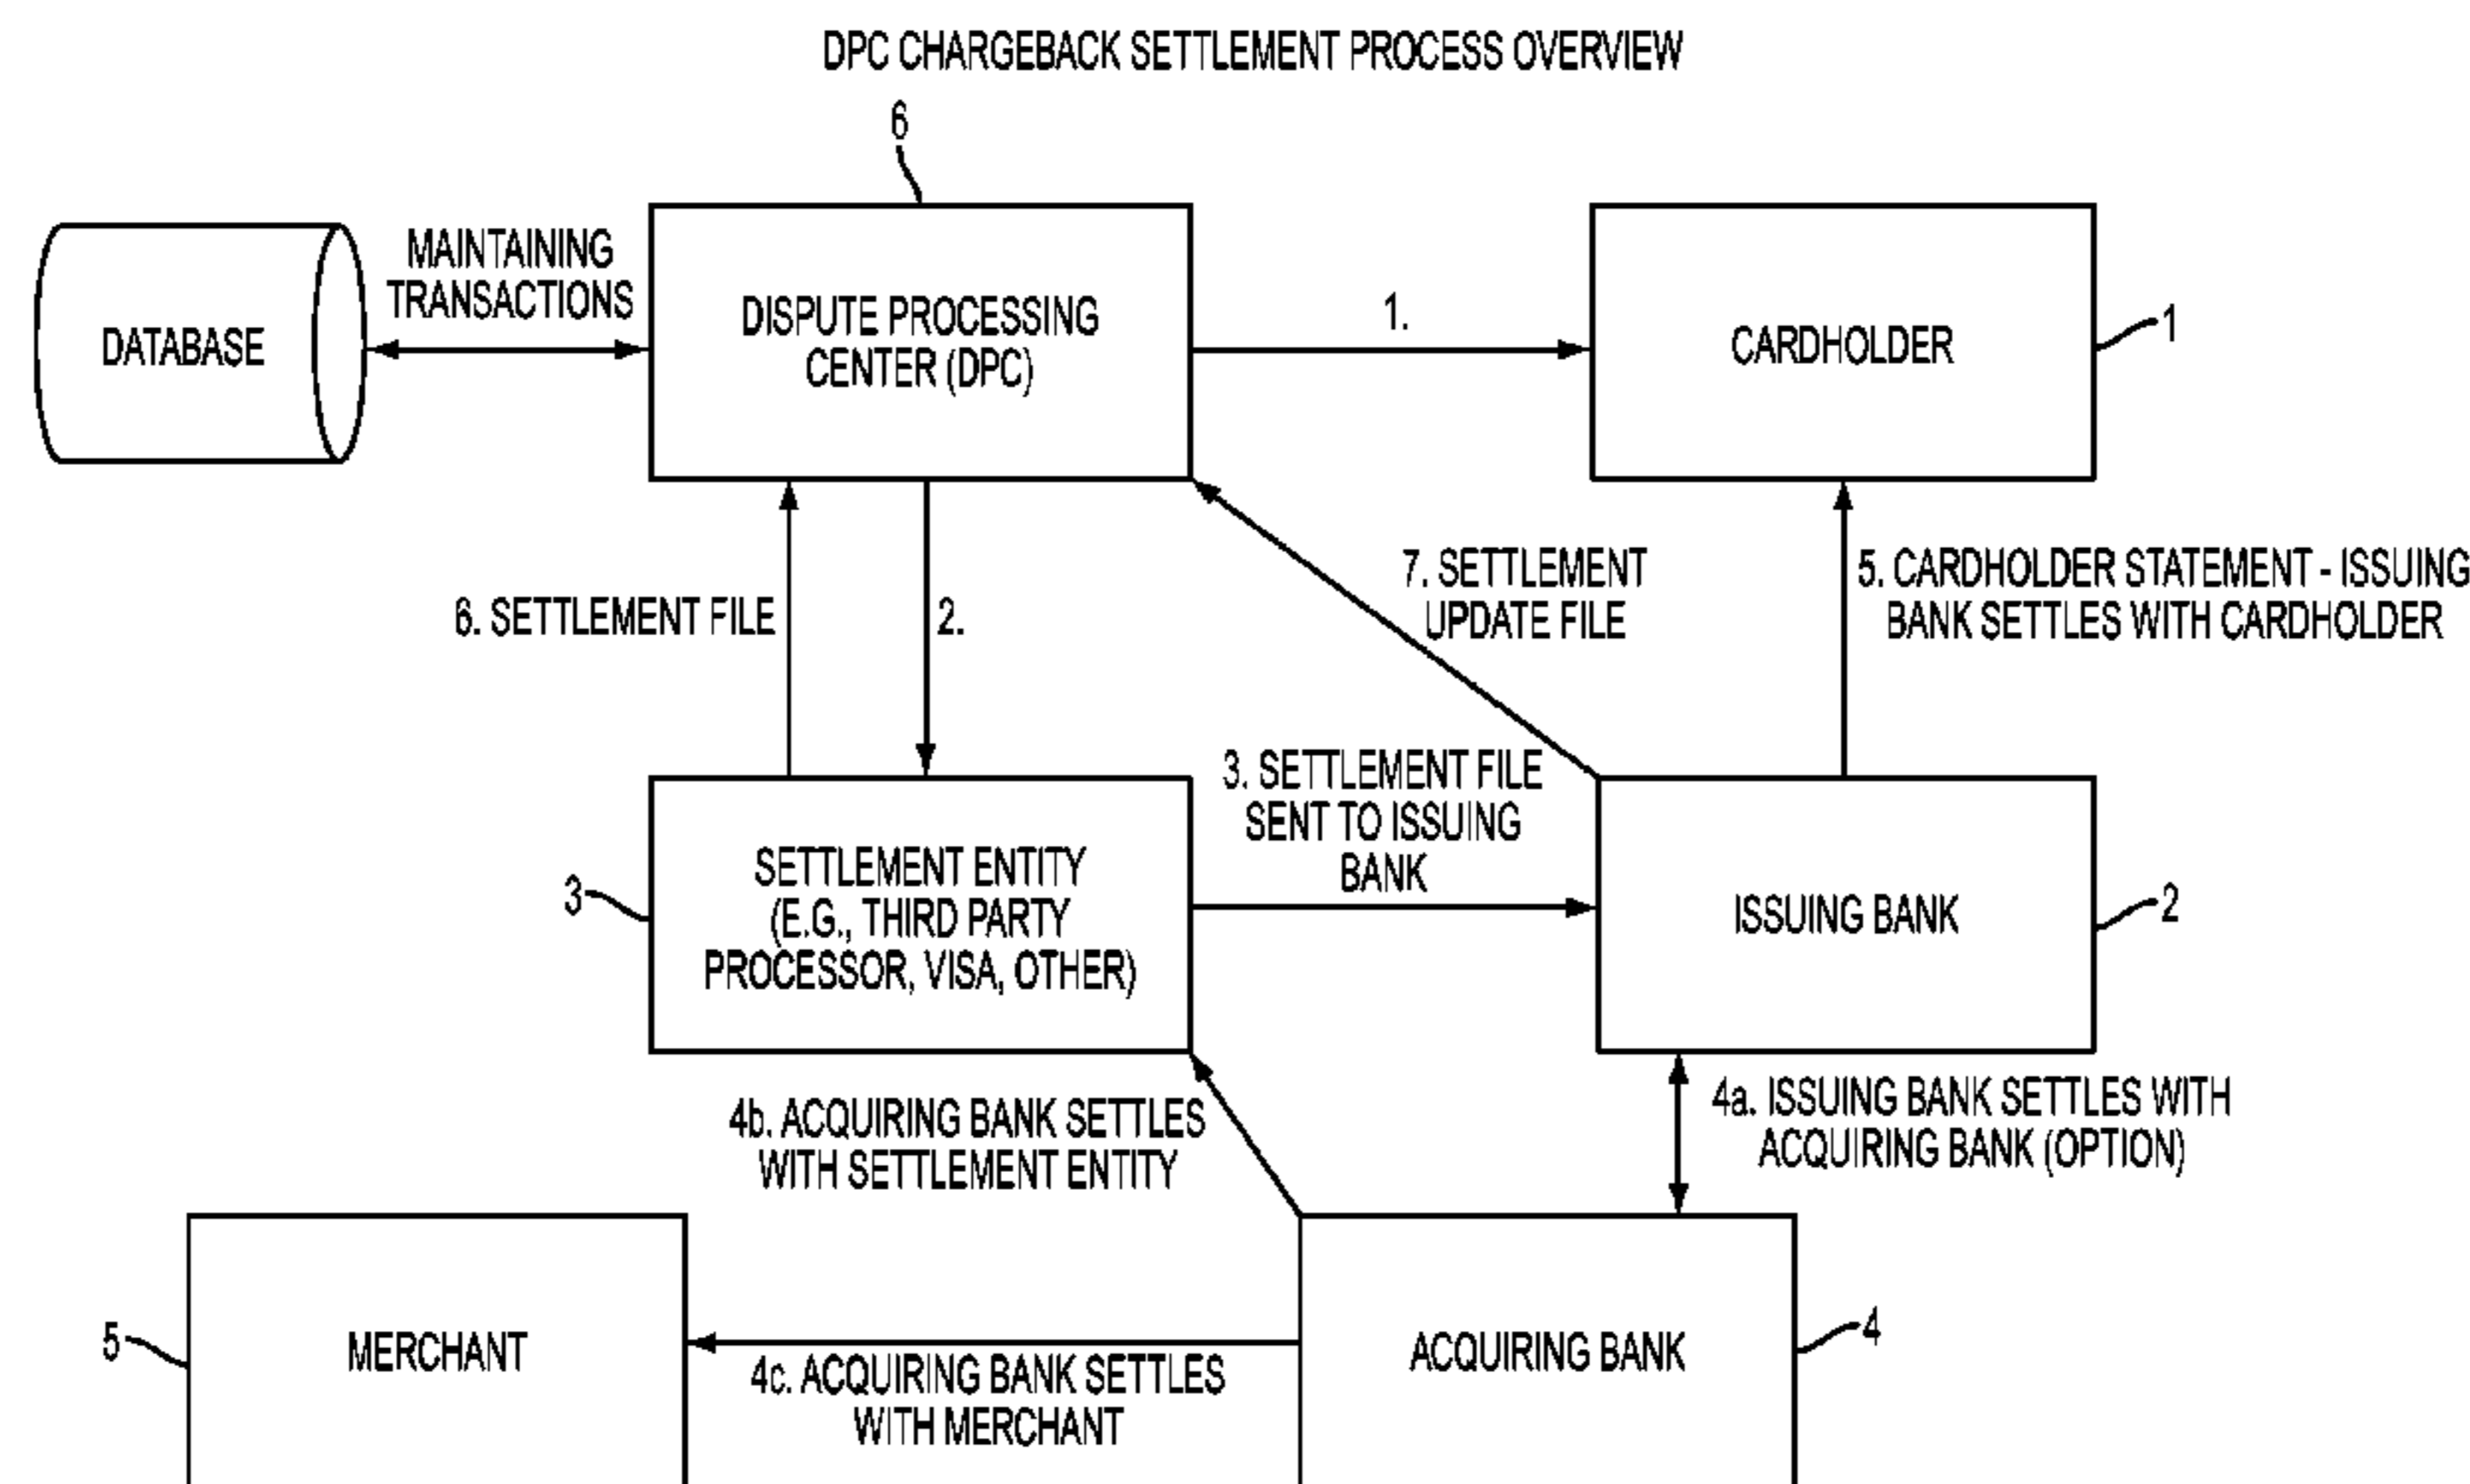 DPC CHARGEBACK SETTLEMENT PROCESS OVERVIEW
6
MAINTAINING
TRANSACTIONS
DATABASE
DISPUTE PROCESSING
CENTER (DPC)
1.
CARDHOLDER
1
6. SETTLEMENT FILE
2.
7. SETTLEMENT
UPDATE FILE
5. CARDHOLDER STATEMENT - ISSUING
BANK SETTLES WITH CARDHOLDER
3. SETTLEMENT FILE
SENT TO ISSUING
BANK
3
SETTLEMENT ENTITY
(E.G., THIRD PARTY
PROCESSOR, VISA, OTHER)
ISSUING BANK
2
4b. ACQUIRING BANK SETTLES
WITH SETTLEMENT ENTITY
4a. ISSUING BANK SETTLES WITH
ACQUIRING BANK (OPTION)
5
MERCHANT
4c. ACQUIRING BANK SETTLES
WITH MERCHANT
ACQUIRING BANK
4